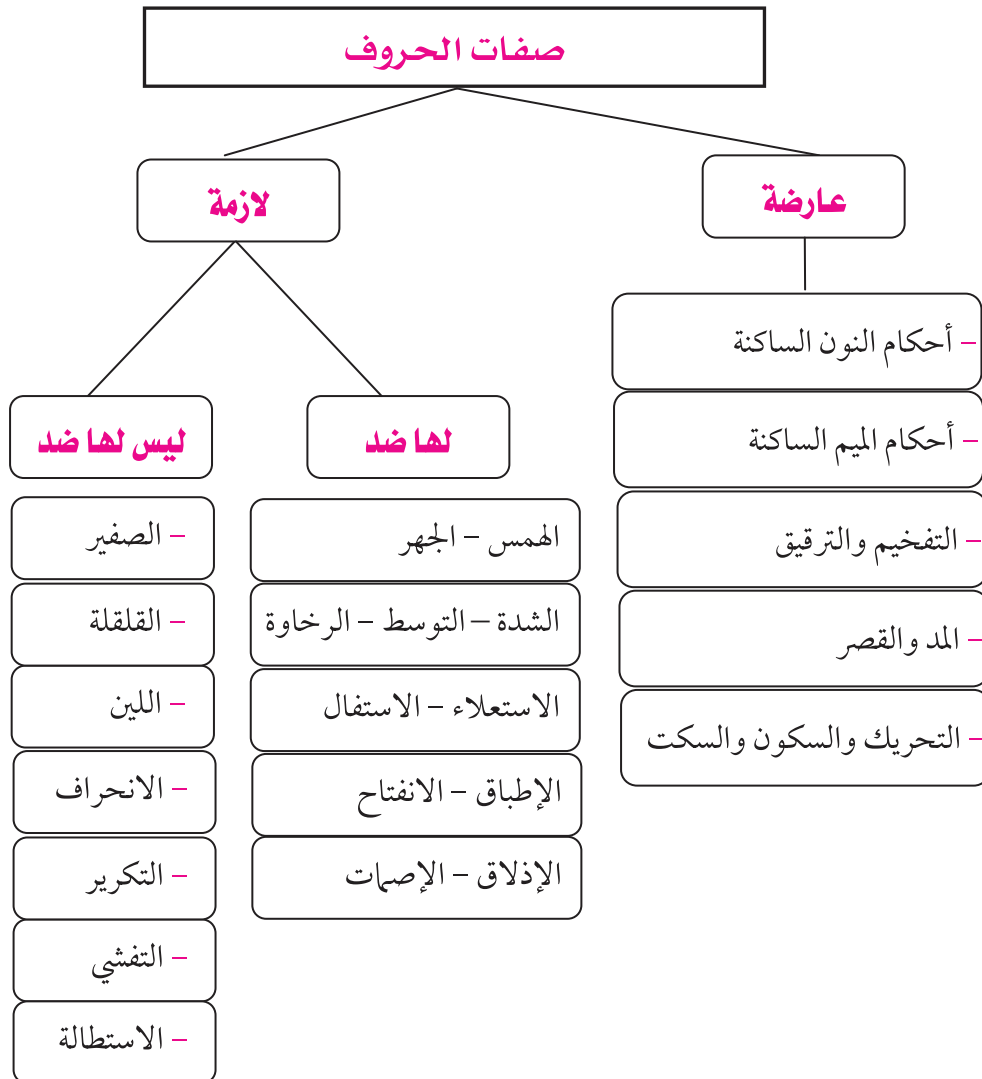 صفات الحروف
عارضة
- أحكام النون الساكنة
- أحكام الميم الساكنة
- التفخيم والترقيق
- المد والقصر
- التحريك والسكون والسكت
لازمة
لها ضد
الهمس - الجهر
الشدة - التوسط - الرخاوة
الاستعلاء - الاستفال
الإطباق - الانفتاح
الإذلاق - الإصمات
ليس لها ضد
- الصفير
- القلقلة
- اللين
- الانحراف
- التكرير
- التفشي
- الاستطالة